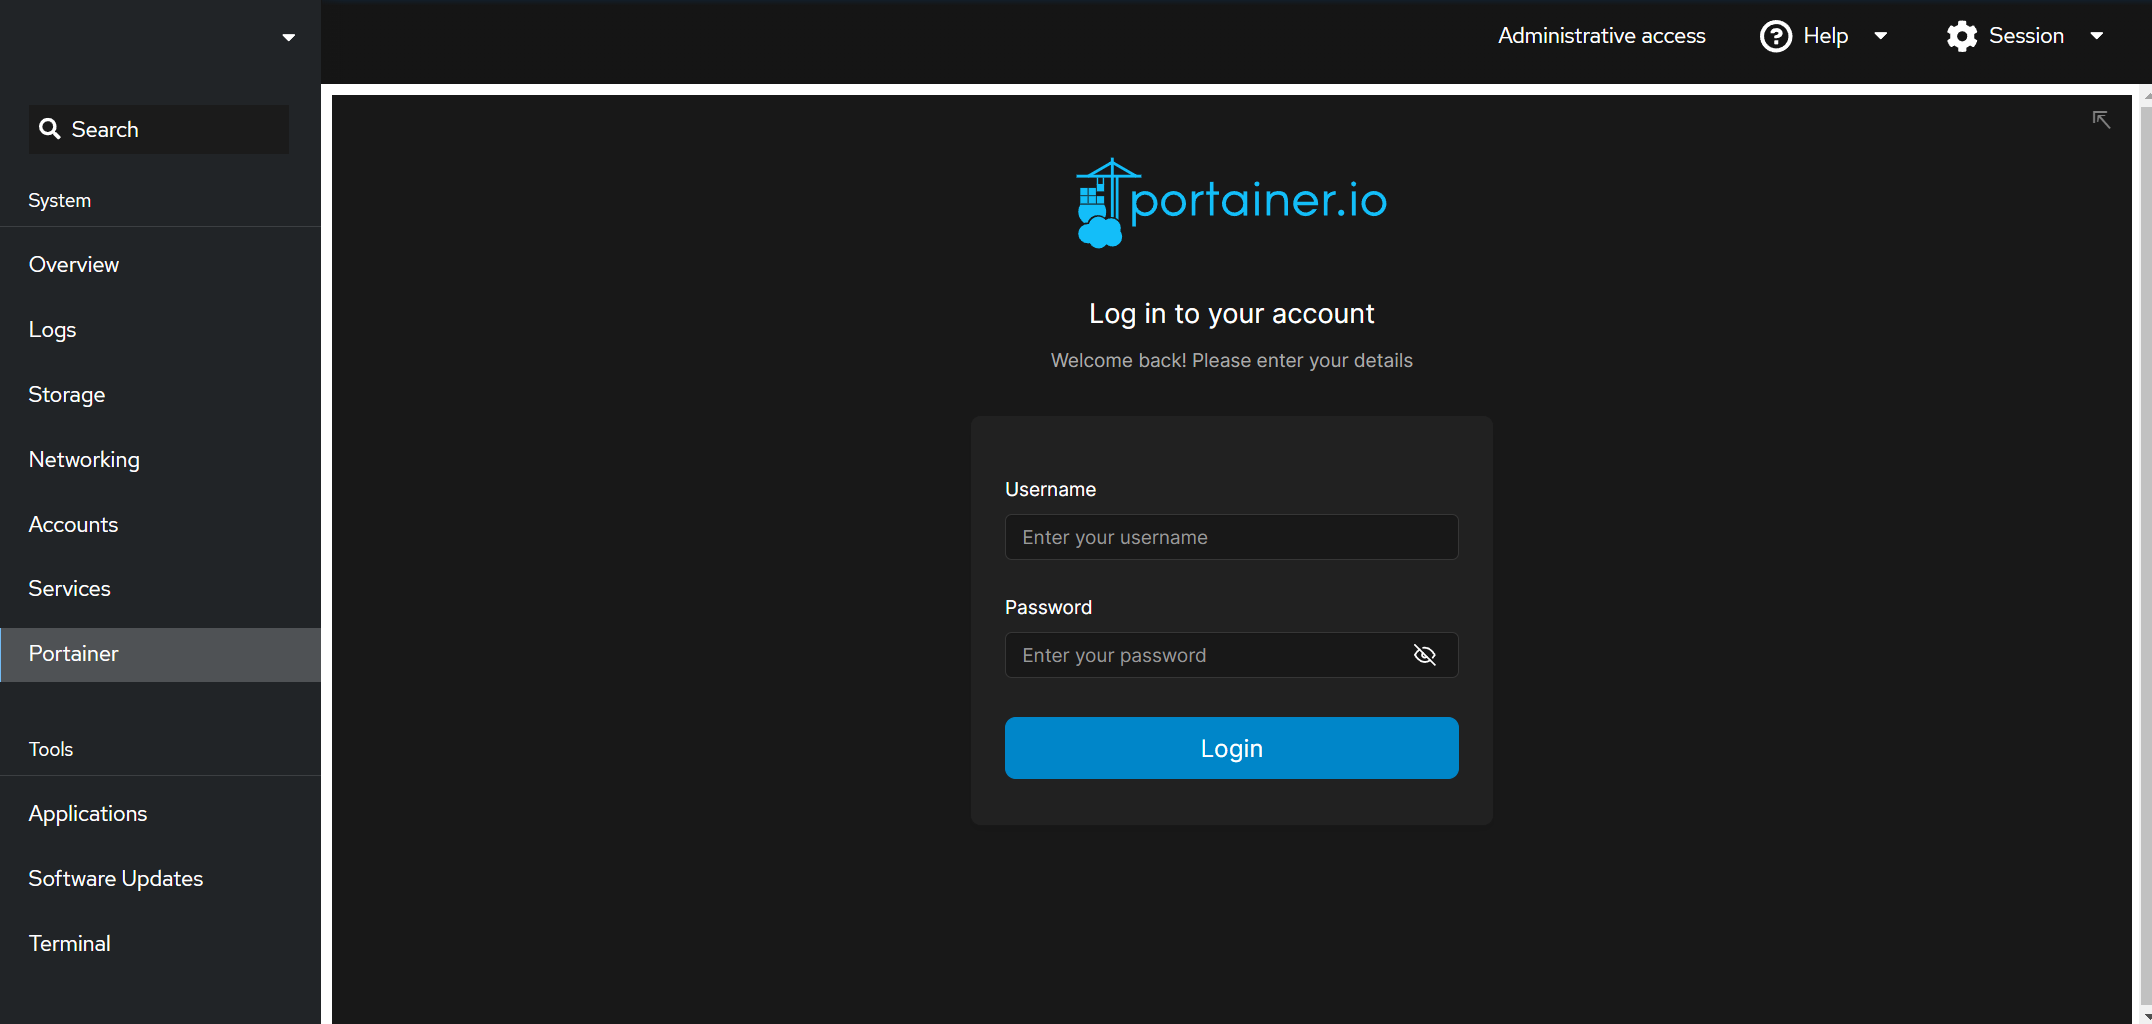 Administrative access
Help
Session
Search
System
Overview
Logs
Storage
Networking
Accounts
Services
Portainer
Tools
Applications
Software Updates
Terminal
portainer.io
Log in to your account
Welcome back! Please enter your details
Username
Enter your username
Password
Enter your password
Login